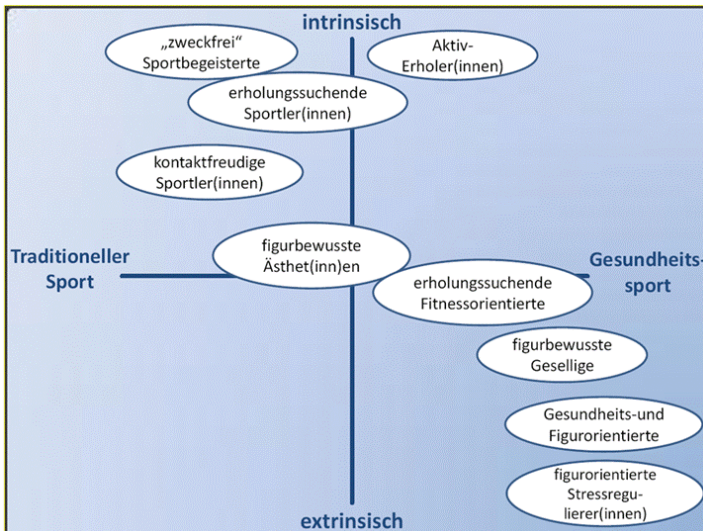 intrinsisch
„zweckfrei“
Sportbegeisterte
Aktiv-
Erholer(innen)
erholungssuchende
Sportler(innen)
kontaktfreudige
Sportler(innen)
figurbewusste
Ästhet(inn)en
Traditioneller
Sport
Gesundheits-
sport
erholungssuchende
Fitnessorientierte
figurbewusste
Gesellige
Gesundheits-und
Figurorientierte
figurorientierte
Stressregu-
lierer(innen)
extrinsisch